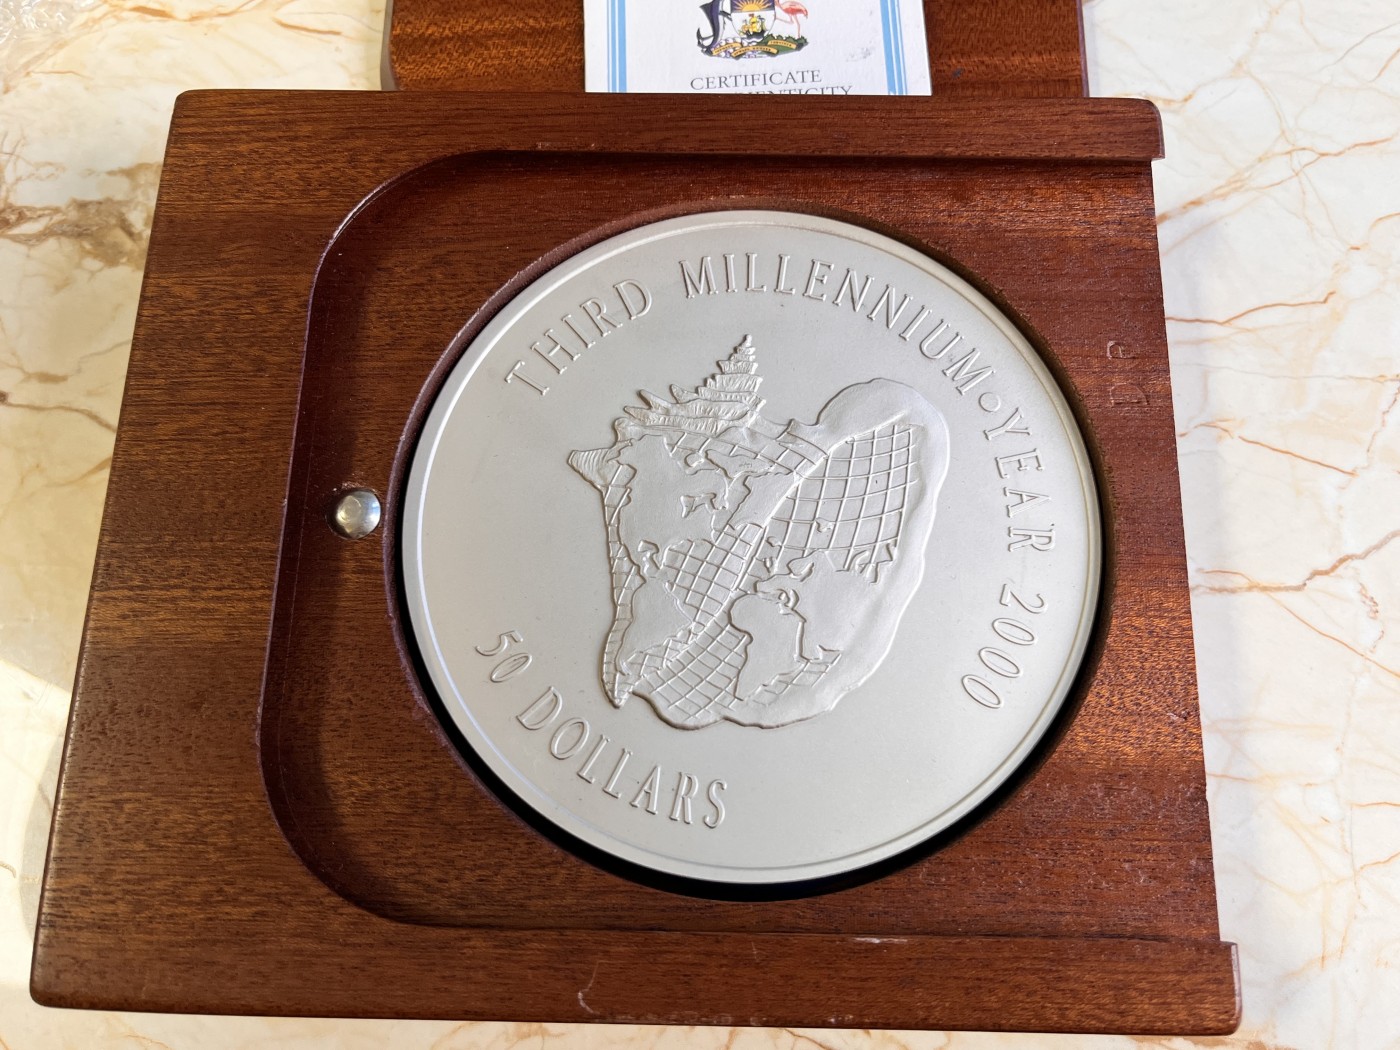 CERTIFICATE
THIRD MILLENNIUM • YEAR 2000
50 DOLLARS